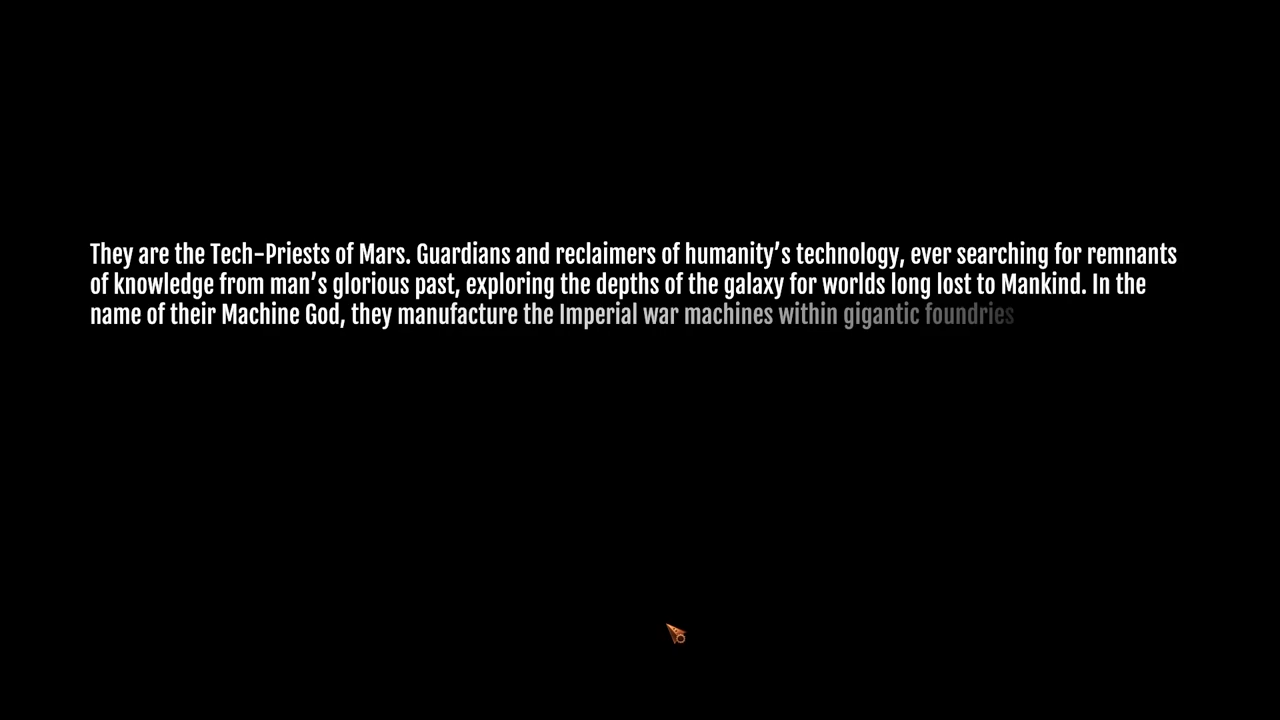 They are the Tech-Priests of Mars. Guardians and reclaimers of humanity’s technology, ever searching for remnants
of knowledge from man’s glorious past, exploring the depths of the galaxy for worlds long lost to Mankind. In the
name of their Machine God, they manufacture the Imperial war machines within gigantic foundries